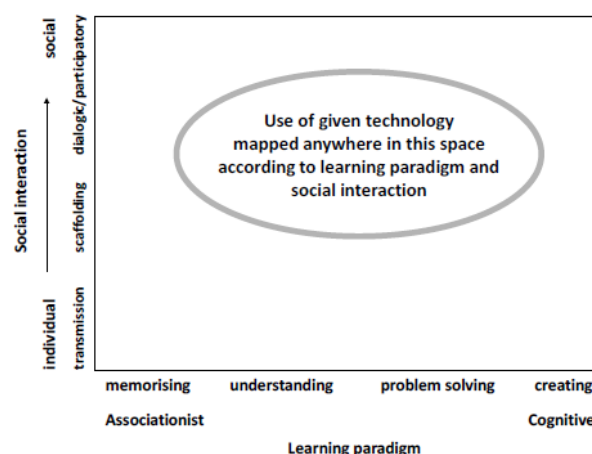 social
dialogic/participatory
Social interaction
scaffolding
individual
transmission
Use of given technology
mapped anywhere in this space
according to learning paradigm and
social interaction
memorising understanding problem solving creating
Associationist Cognitive
Learning paradigm